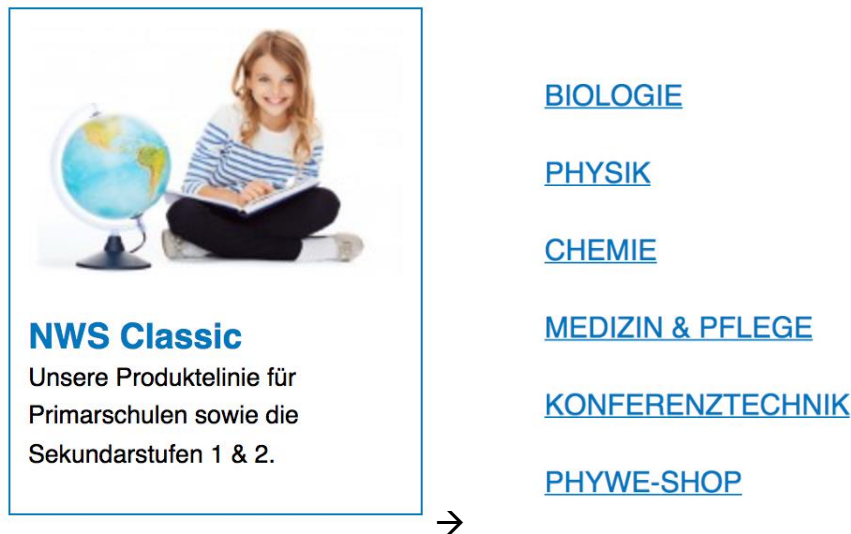 NWS Classic
Unsere Produktelinie für
Primarschulen sowie die
Sekundarstufen 1 & 2.
→
BIOLOGIE
PHYSIK
CHEMIE
MEDIZIN & PFLEGE
KONFERENZTECHNIK
PHYWE-SHOP